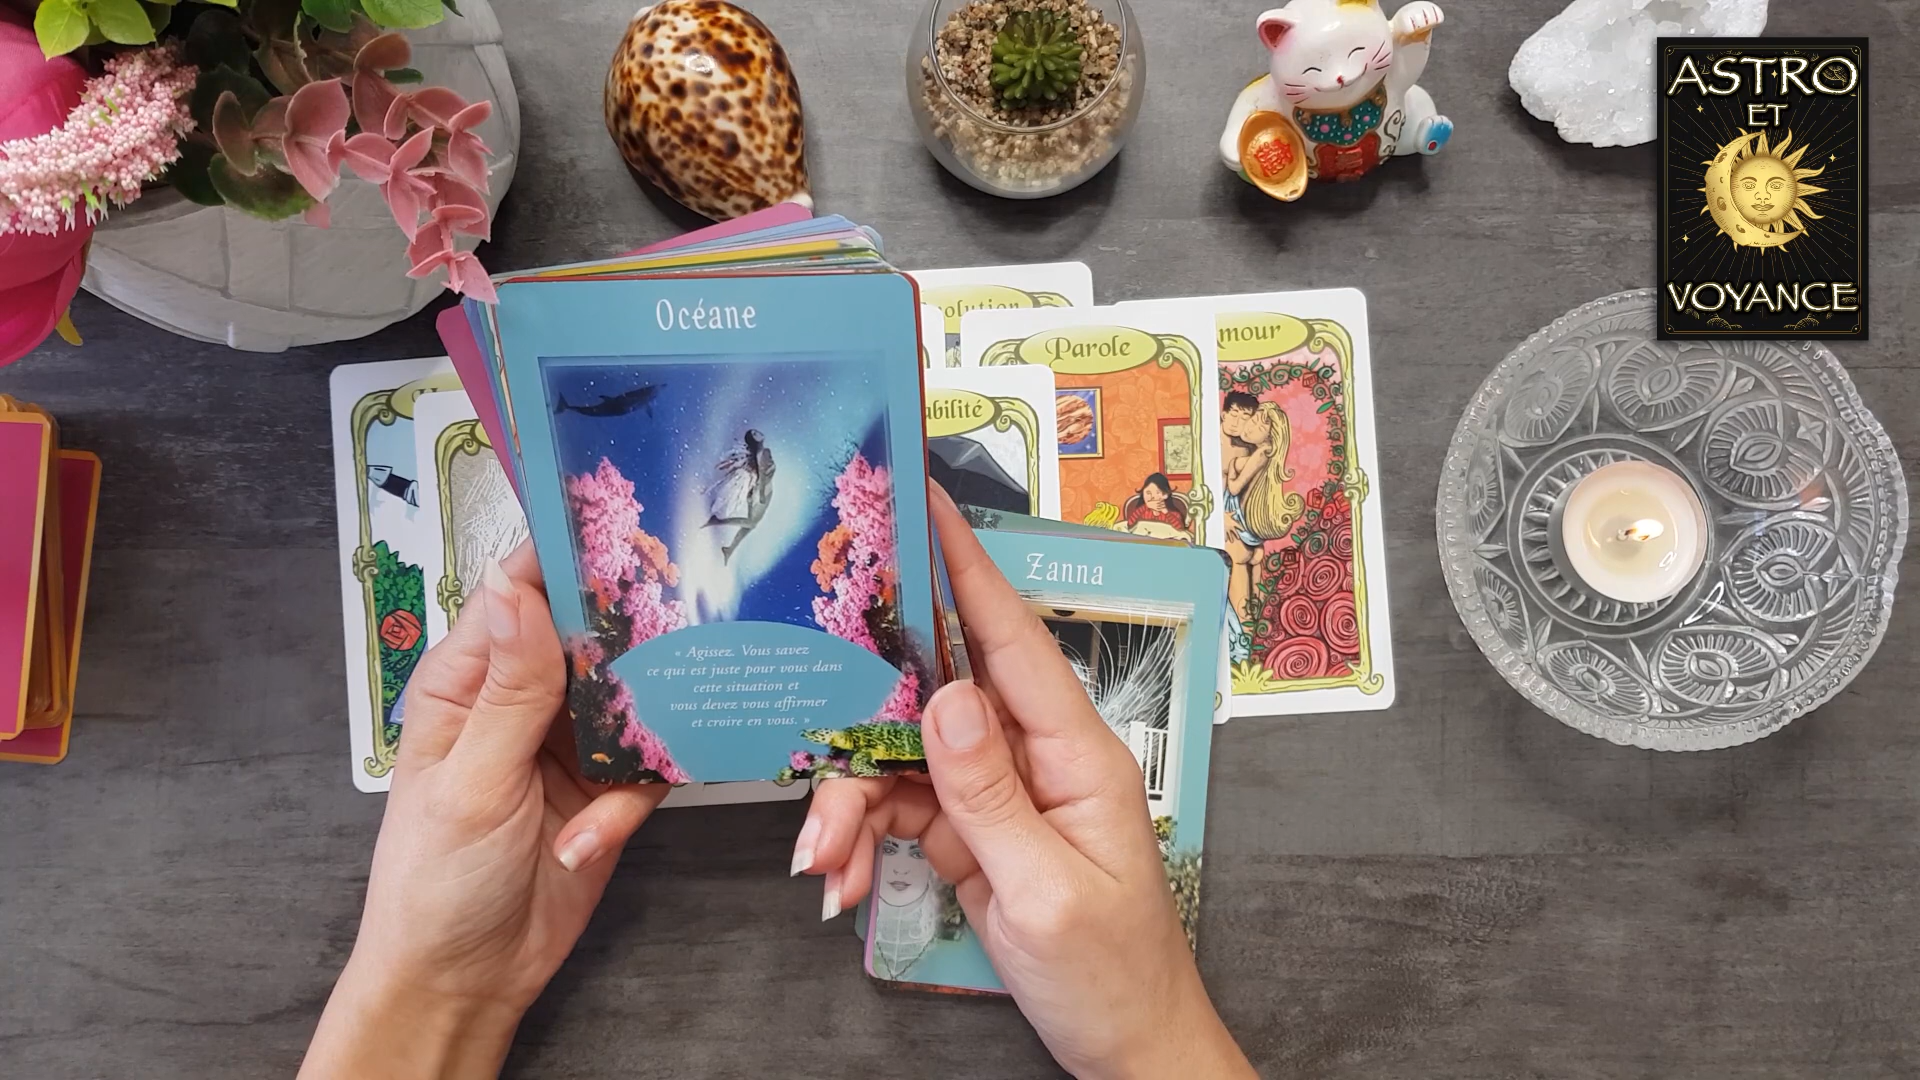 ASTRO
ET
VOYANCE
Océane
« Agissez. Vous savez
ce qui est juste pour vous dans
cette situation et
vous devez vous affirmer
et croire en vous. »
olution
Parole
mour
abilité
Zanna